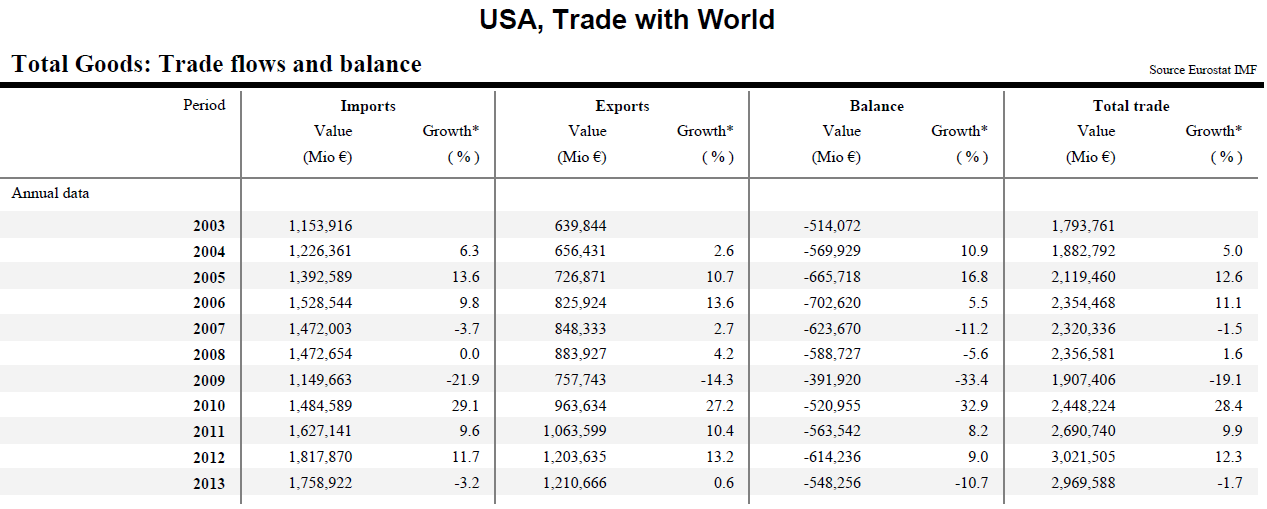 USA, Trade with World
Total Goods: Trade flows and balance Source Eurostat IMF
Period Imports Exports Balance Total trade
Value Growth* Value Growth* Value Growth* Value Growth*
(Mio €) ( % ) (Mio €) ( % ) (Mio €) ( % ) (Mio €) ( % )
Annual data
2003 1,153,916 639,844 -514,072 1,793,761
2004 1,226,361 6.3 656,431 2.6 -569,929 10.9 1,882,792 5.0
2005 1,392,589 13.6 726,871 10.7 -665,718 16.8 2,119,460 12.6
2006 1,528,544 9.8 825,924 13.6 -702,620 5.5 2,354,468 11.1
2007 1,472,003 -3.7 848,333 2.7 -623,670 -11.2 2,320,336 -1.5
2008 1,472,654 0.0 883,927 4.2 -588,727 -5.6 2,356,581 1.6
2009 1,149,663 -21.9 757,743 -14.3 -391,920 -33.4 1,907,406 -19.1
2010 1,484,589 29.1 963,634 27.2 -520,955 32.9 2,448,224 28.4
2011 1,627,141 9.6 1,063,599 10.4 -563,542 8.2 2,690,740 9.9
2012 1,817,870 11.7 1,203,635 13.2 -614,236 9.0 3,021,505 12.3
2013 1,758,922 -3.2 1,210,666 0.6 -548,256 -10.7 2,969,588 -1.7